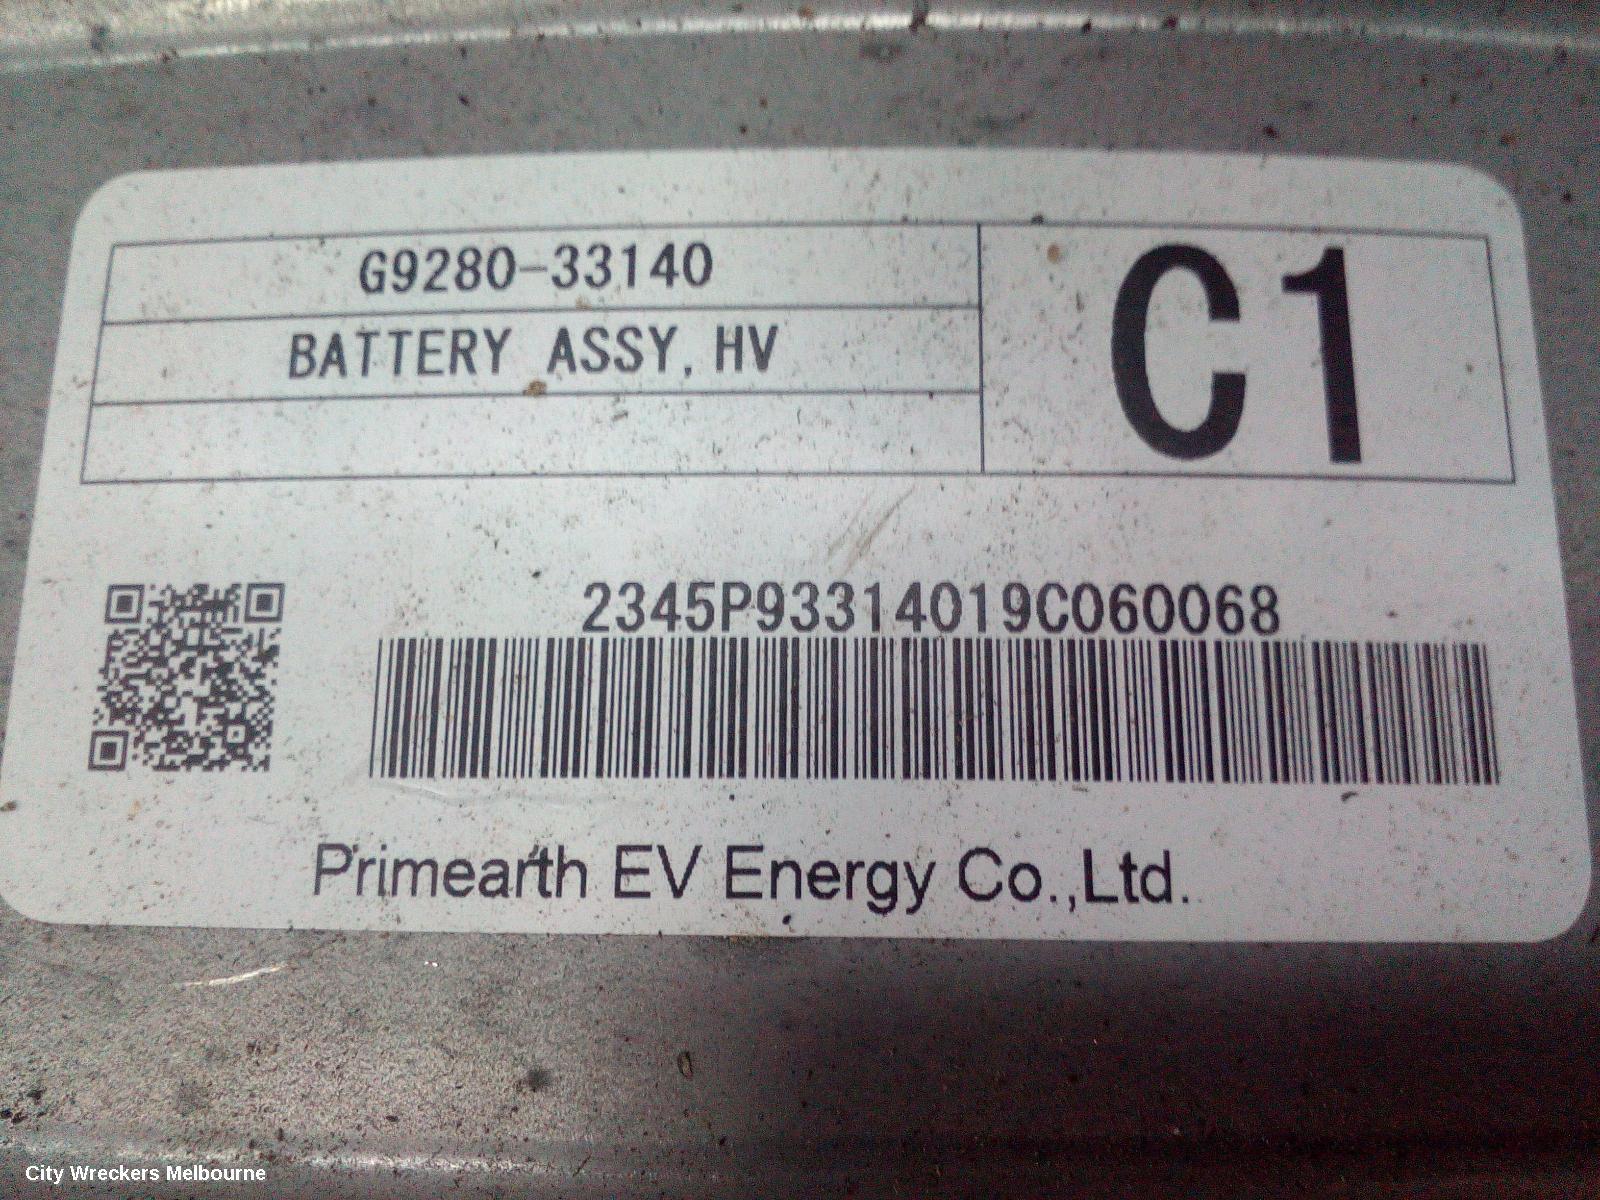 G9280-33140
BATTERY ASSY, HV
C1
2345P93314019C060068
Primearth EV Energy Co.,Ltd.
City Wreckers Melbourne